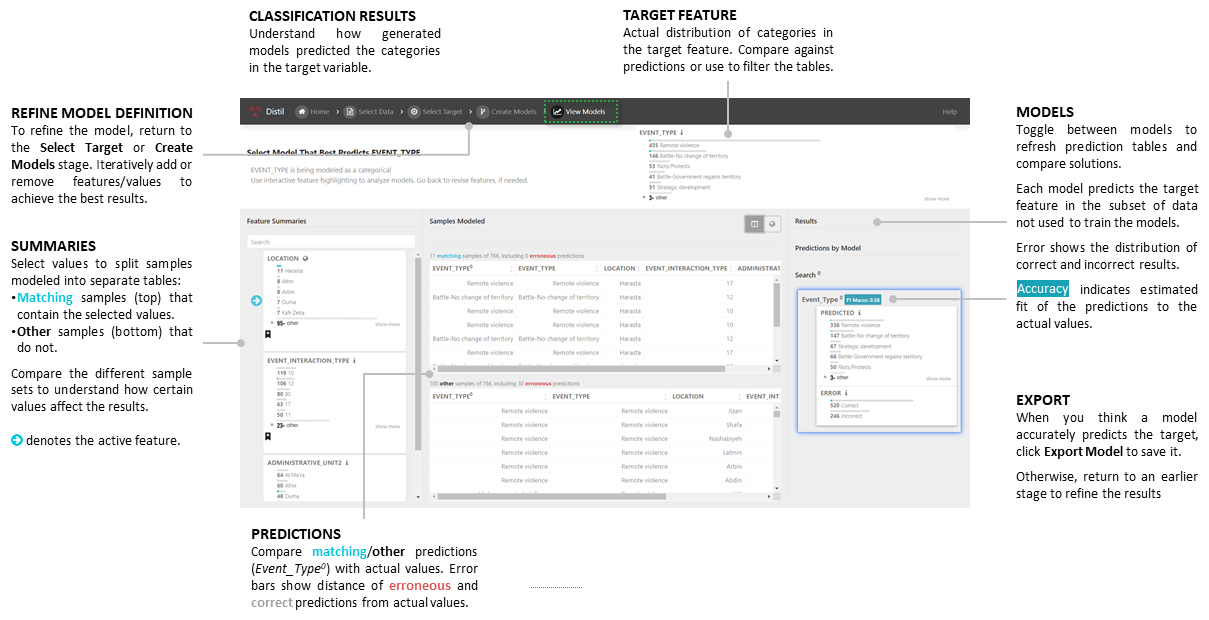 CLASSIFICATION RESULTS
Understand how generated
models predicted the categories
in the target variable.
TARGET FEATURE
Actual distribution of categories in
the target feature. Compare against
predictions or use to filter the tables.
REFINE MODEL DEFINITION
To refine the model, return to
the Select Target or Create
Models stage. Iteratively add or
remove features/values to
achieve the best results.
SUMMARIES
Select values to split samples
modeled into separate tables:
•Matching samples (top) that
contain the selected values.
•Other samples (bottom) that
do not.
Compare the different sample
sets to understand how certain
values affect the results.
denotes the active feature.
Distil Home Select Data Select Target Create Models View Models Help
Select Model That Best Predicts EVENT_TYPE
EVENT_TYPE is being modeled as a categorical
Use interactive feature highlighting to analyze models. Go back to revise features, if needed.
EVENT_TYPE
435 Remote violence
146 Battle-No change of territory
53 Riots/Protests
41 Battle-Government regains territory
31 Strategic development
3+ other
show more
Feature Summaries
Search
LOCATION
11 Harasta
8 Afrin
8 Arbin
7 Duma
7 Kafr Zeita
95+ other
show more
EVENT_INTERACTION_TYPE
119 10
106 12
80 80
63 17
50 11
23+ other
show more
ADMINISTRATIVE_UNIT2
64 Al Ma'ra
60 Afrin
48 Duma
Samples Modeled
11 matching samples of 766, including 0 erroneous predictions
EVENT_TYPE⁰ EVENT_TYPE LOCATION EVENT_INTERACTION_TYPE ADMINISTRAT
Remote violence Remote violence Harasta 17
Battle-No change of territory Battle-No change of territory Harasta 12
Remote violence Remote violence Harasta 10
Remote violence Remote violence Harasta 10
Battle-No change of territory Battle-No change of territory Harasta 12
Remote violence Remote violence Harasta 17
100 other samples of 766, including 30 erroneous predictions
EVENT_TYPE⁰ EVENT_TYPE LOCATION EVENT_INT
Remote violence Remote violence Jizan
Remote violence Remote violence Shafa
Remote violence Remote violence Nashabiyeh
Remote violence Remote violence Latmin
Remote violence Remote violence Arbin
Remote violence Remote violence Abdin
Results
Predictions by Model
Search ⁰
Event_Type ⁰ F1 Macro: 0.58
PREDICTED
336 Remote violence
147 Battle-No change of territory
67 Strategic development
66 Battle-Government regains territory
50 Riots/Protests
3+ other
show more
ERROR
520 Correct
246 Incorrect
MODELS
Toggle between models to
refresh prediction tables and
compare solutions.
Each model predicts the target
feature in the subset of data
not used to train the models.
Error shows the distribution of
correct and incorrect results.
Accuracy indicates estimated
fit of the predictions to the
actual values.
EXPORT
When you think a model
accurately predicts the target,
click Export Model to save it.
Otherwise, return to an earlier
stage to refine the results
PREDICTIONS
Compare matching/other predictions
(Event_Type⁰) with actual values. Error
bars show distance of erroneous and
correct predictions from actual values.